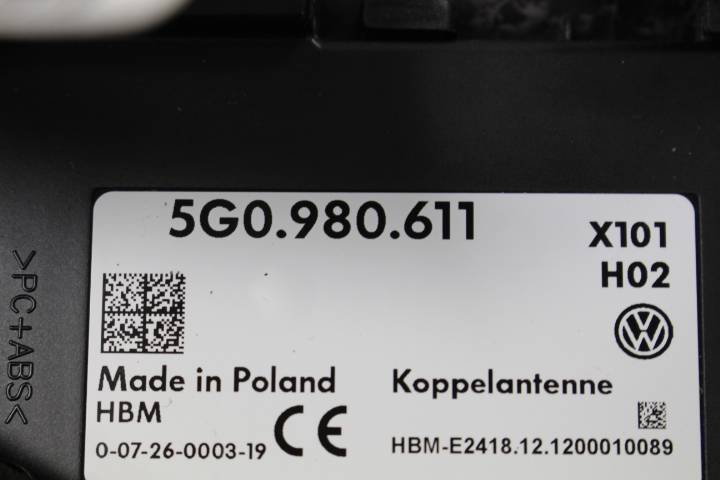 5G0.980.611
X101
H02
Made in Poland
Koppelantenne
HBM
CE
0-07-26-0003-19
HBM-E2418.12.1200010089
>PC+ABS<